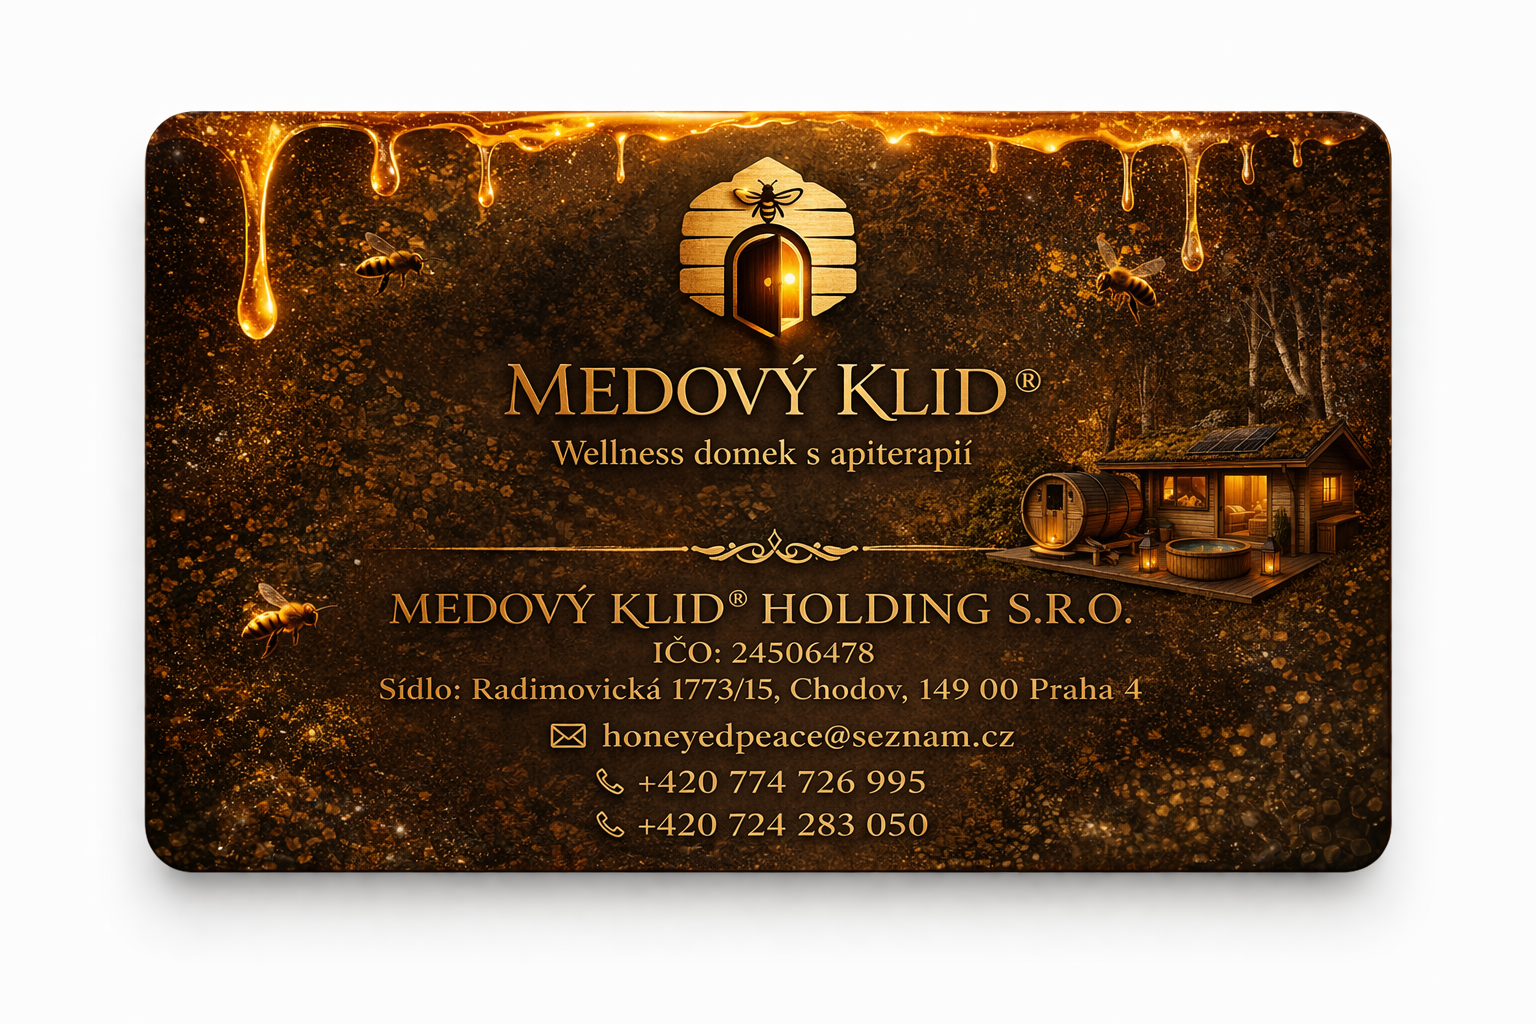 MEDOVÝ KLID®
Wellness domek s apiterapií
MEDOVÝ KLID® HOLDING S.R.O.
IČO: 24506478
Sídlo: Radimovická 1773/15, Chodov, 149 00 Praha 4
honeyedpeace@seznam.cz
+420 774 726 995
+420 724 283 050